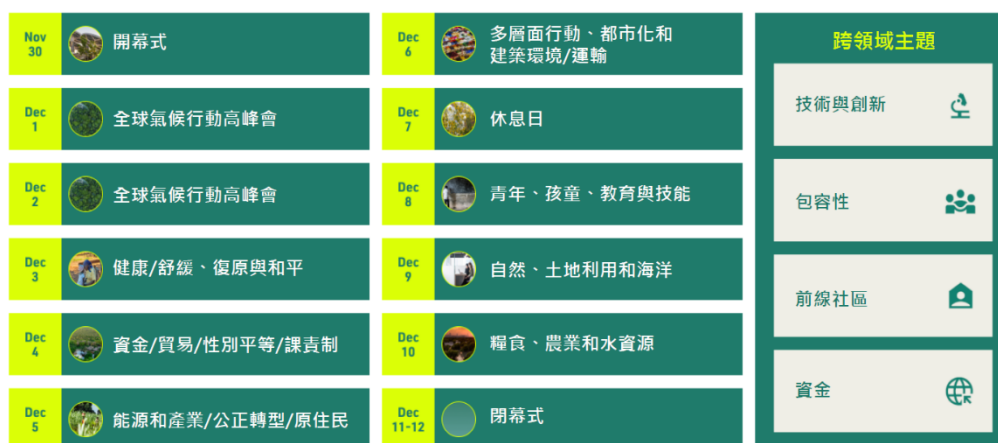 Nov
30
開幕式
Dec
1
全球氣候行動高峰會
Dec
2
全球氣候行動高峰會
Dec
3
健康/舒緩、復原與和平
Dec
4
資金/貿易/性別平等/課責制
Dec
5
能源和產業/公正轉型/原住民
Dec
6
多層面行動、都市化和
建築環境/運輸
Dec
7
休息日
Dec
8
青年、孩童、教育與技能
Dec
9
自然、土地利用和海洋
Dec
10
糧食、農業和水資源
Dec
11-12
閉幕式
跨領域主題
技術與創新
包容性
前線社區
資金